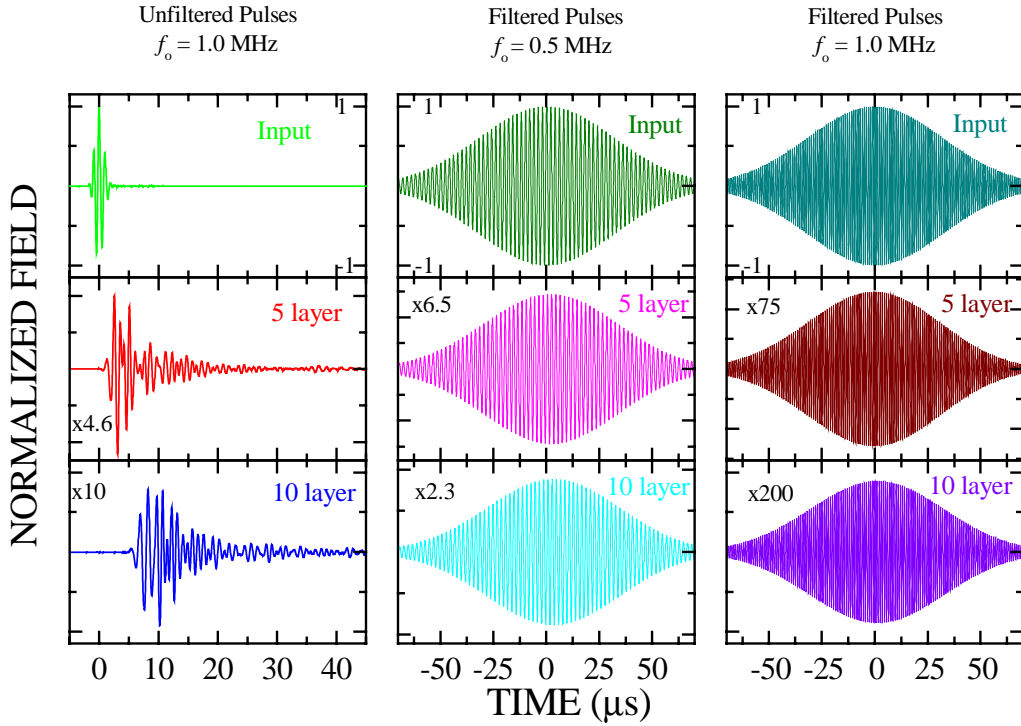 Unfiltered Pulses
fo = 1.0 MHz
Filtered Pulses
fo = 0.5 MHz
Filtered Pulses
fo = 1.0 MHz
NORMALIZED FIELD
1
Input
-1
1
Input
-1
1
Input
-1
5 layer
x4.6
x6.5
5 layer
x75
5 layer
x10
10 layer
x2.3
10 layer
x200
10 layer
0 10 20 30 40
-50 -25 0 25 50
-50 -25 0 25 50
TIME (μs)